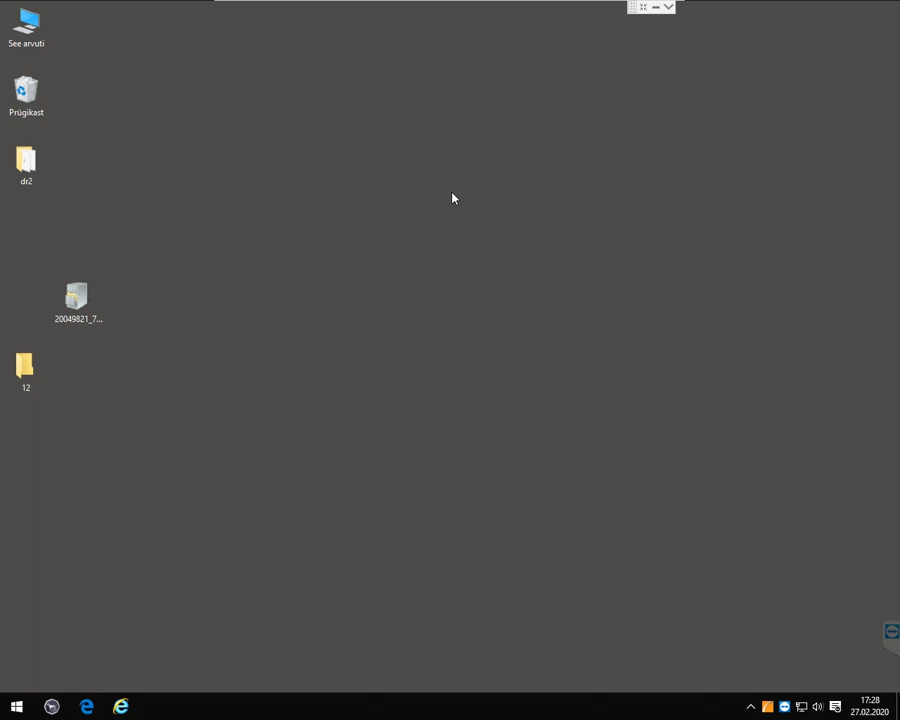 See arvuti
Prügikast
dr2
20049821_7...
12
17:28
27.02.2020